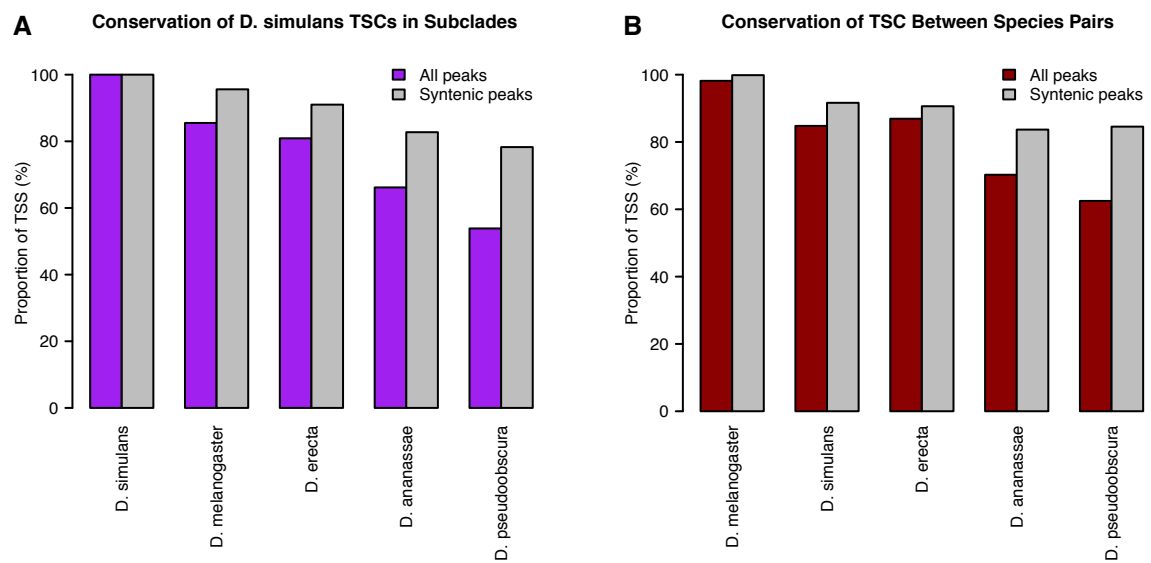 A
Conservation of D. simulans TSCs in Subclades
All peaks
Syntenic peaks
Proportion of TSS (%)
100
80
60
40
20
0
D. simulans
D. melanogaster
D. erecta
D. ananassae
D. pseudoobscura
B
Conservation of TSC Between Species Pairs
All peaks
Syntenic peaks
Proportion of TSS (%)
100
80
60
40
20
0
D. melanogaster
D. simulans
D. erecta
D. ananassae
D. pseudoobscura